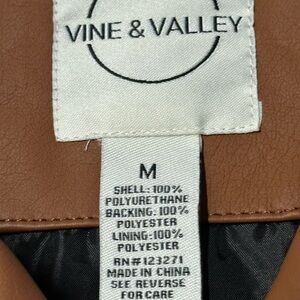 VINE & VALLEY
M
SHELL: 100%
POLYURETHANE
BACKING: 100%
POLYESTER
LINING: 100%
POLYESTER
RN#123271
MADE IN CHINA
SEE REVERSE
FOR CARE